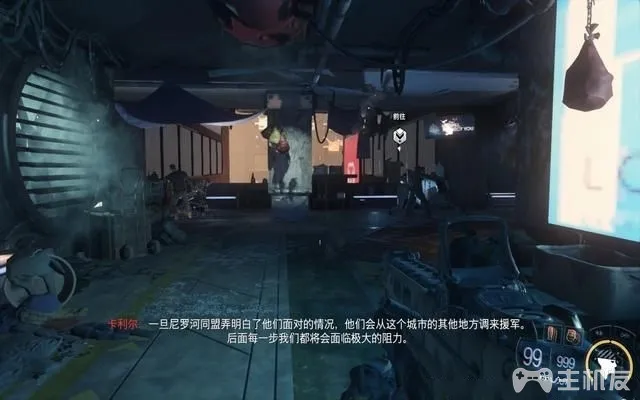 前往
卡利尔 一旦尼罗河同盟弄明白了他们面对的情况，他们会从这个城市的其他地方调来援军。
后面每一步我们都将会面临极大的阻力。
99
999
主机友